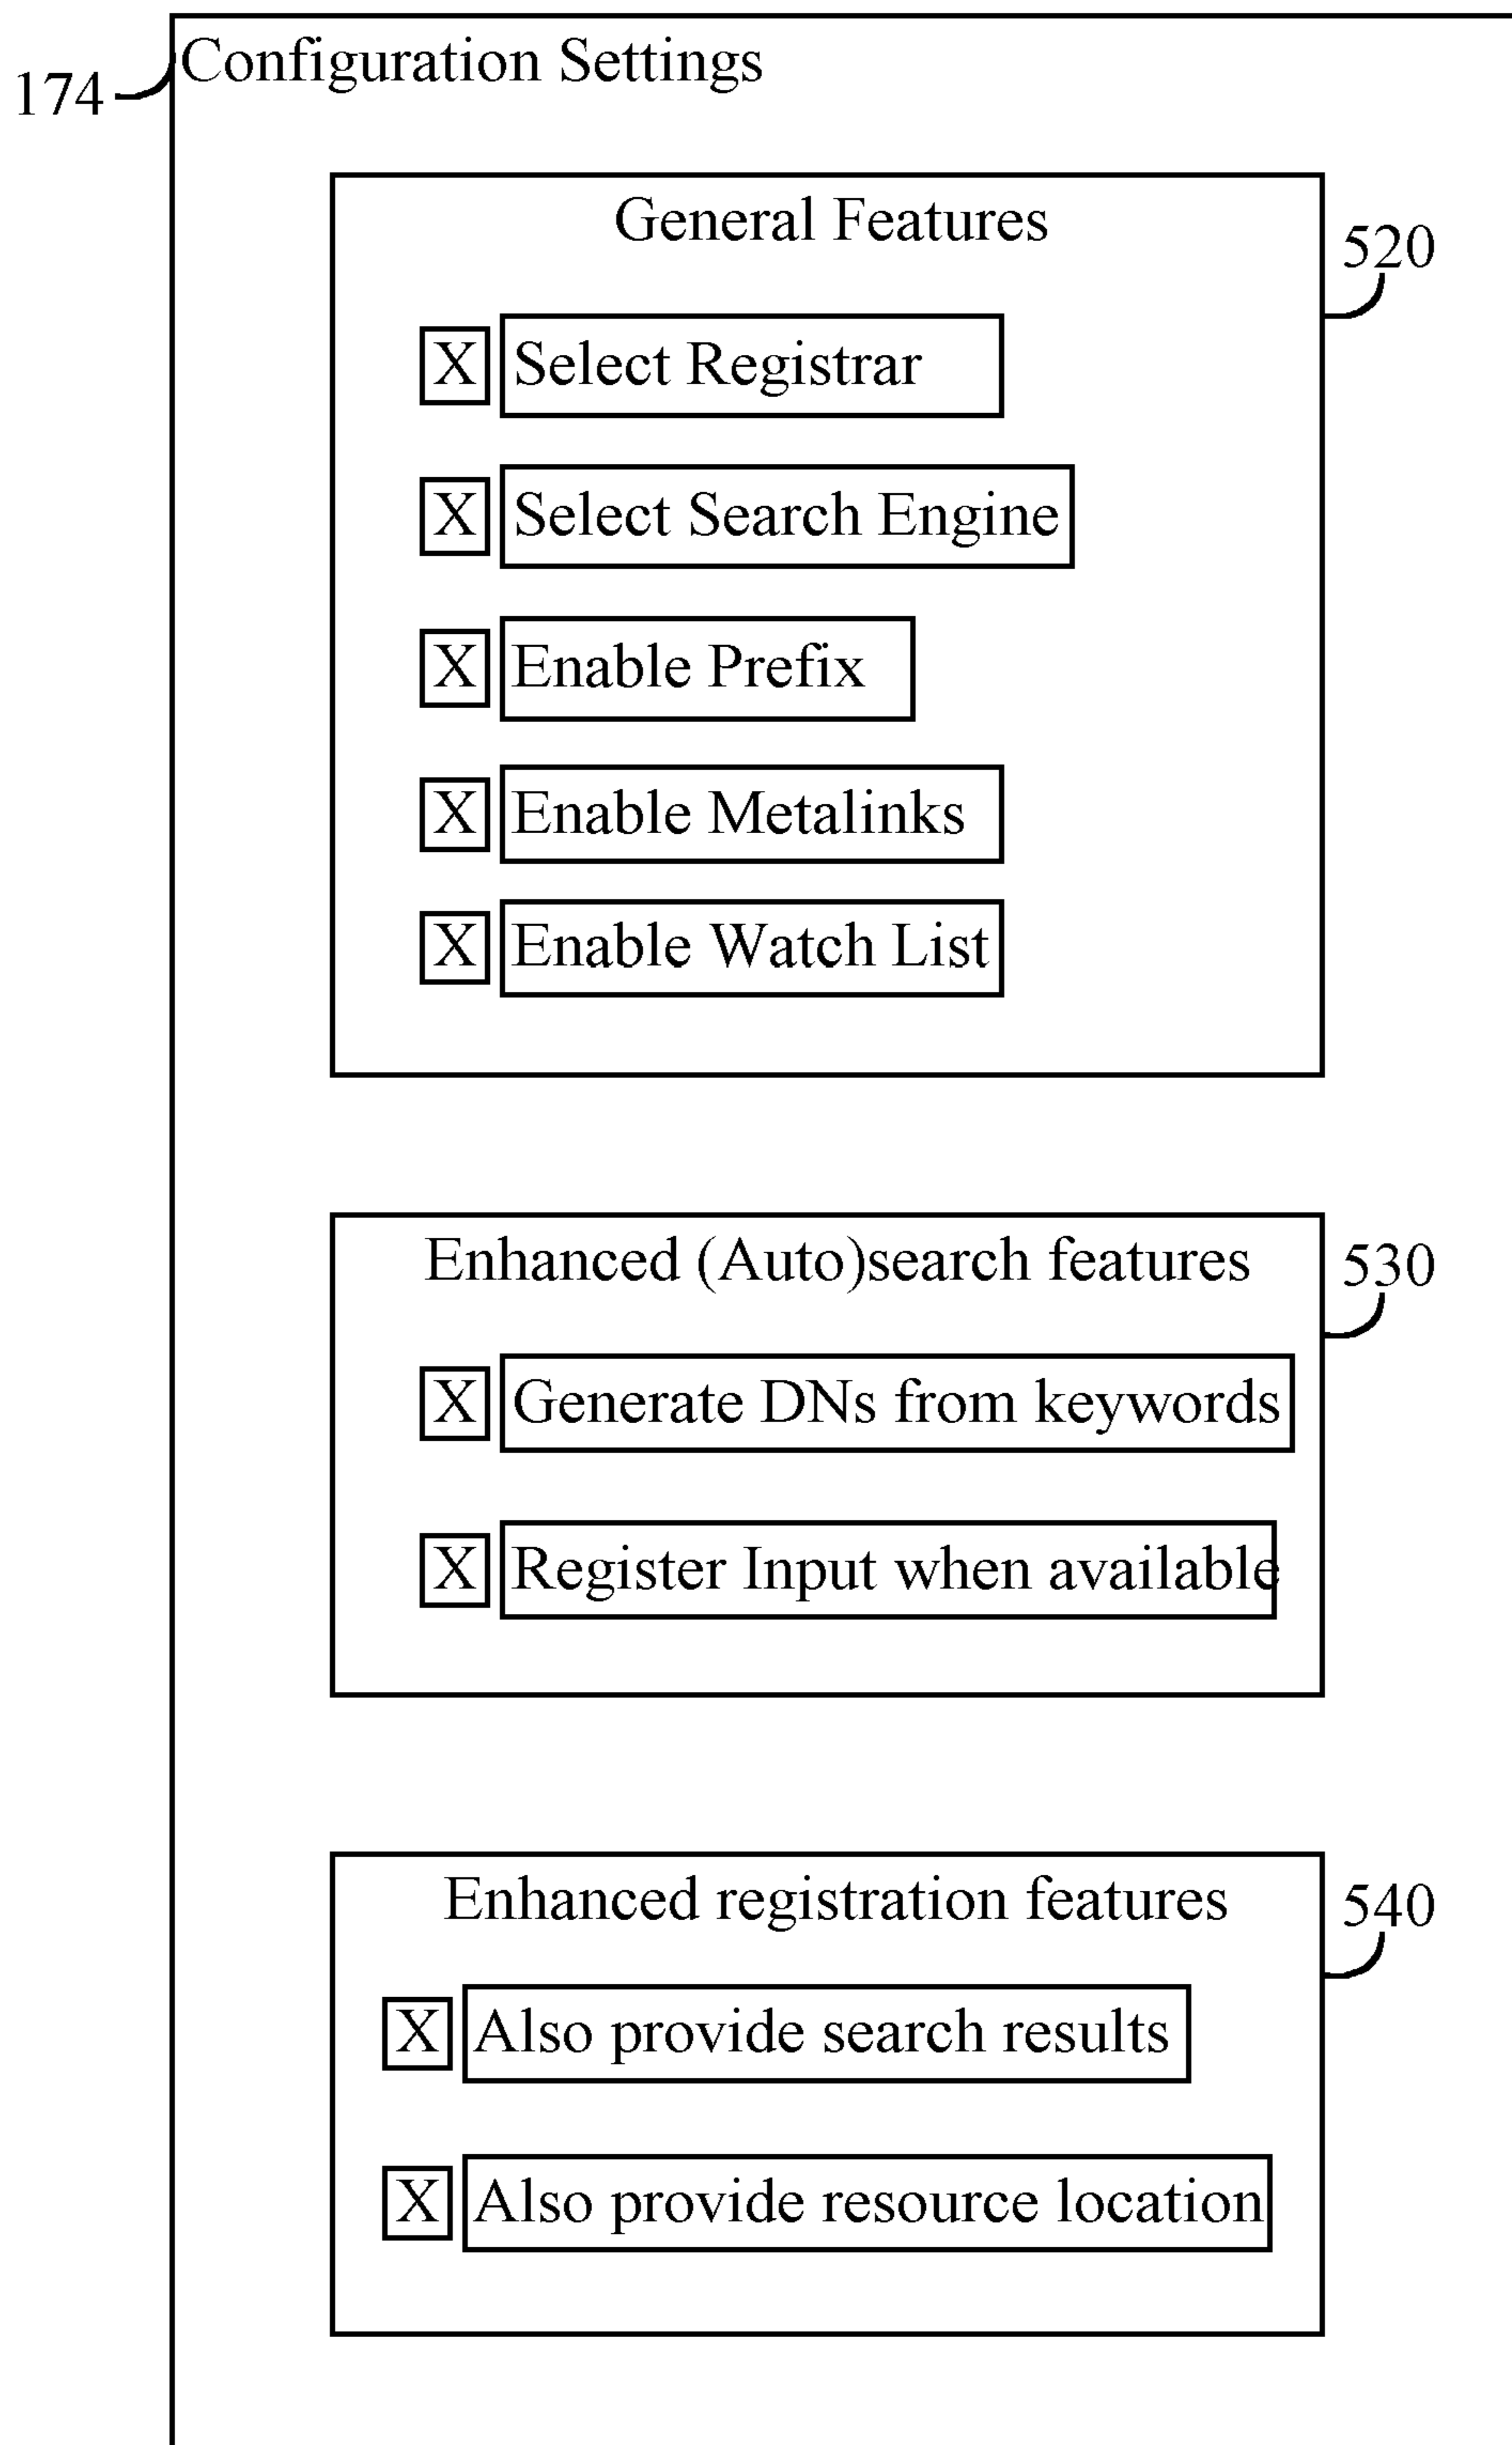 Configuration Settings
174
General Features
520
X Select Registrar
X Select Search Engine
X Enable Prefix
X Enable Metalinks
X Enable Watch List
Enhanced (Auto)search features
530
X Generate DNs from keywords
X Register Input when available
Enhanced registration features
540
X Also provide search results
X Also provide resource location